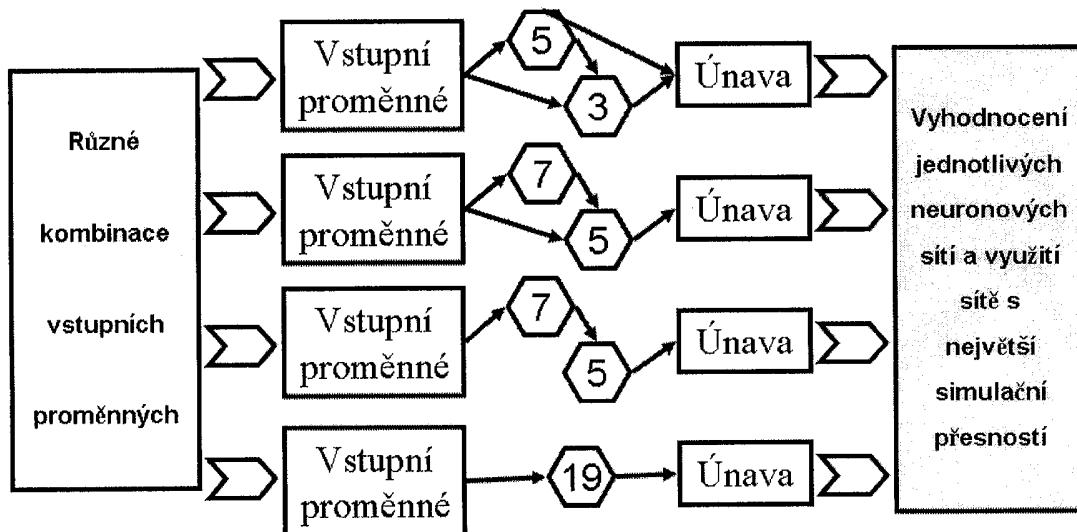 Různé
kombinace
vstupních
proměnných
Vstupní
proměnné
5
3
Únava
Vstupní
proměnné
7
5
Únava
Vstupní
proměnné
7
5
Únava
Vstupní
proměnné
19
Únava
Vyhodnocení
jednotlivých
neuronových
sítí a využití
sítě s
největší
simulační
přesností